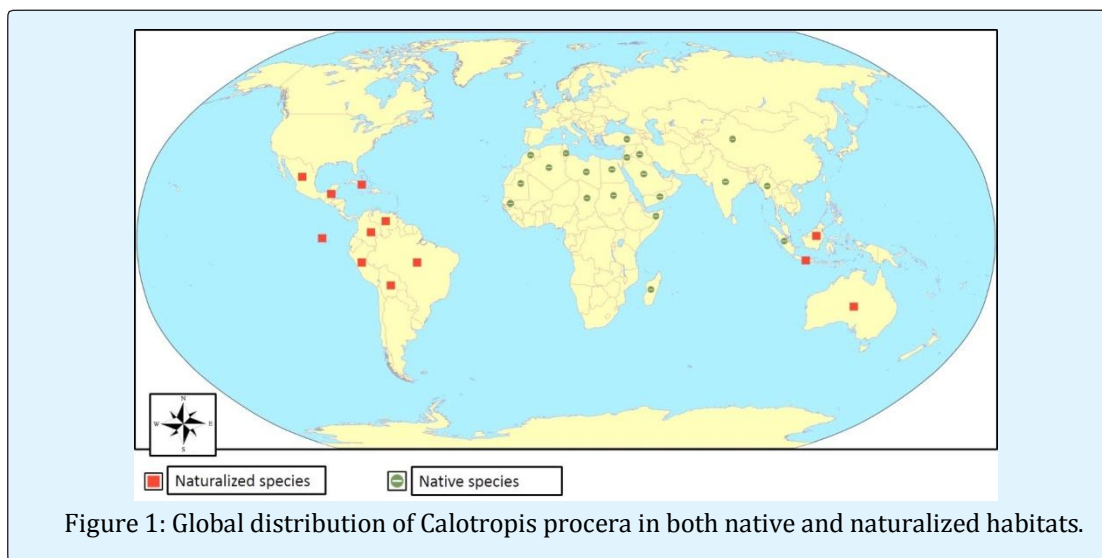 N
W E
S
Naturalized species
Native species
Figure 1: Global distribution of Calotropis procera in both native and naturalized habitats.